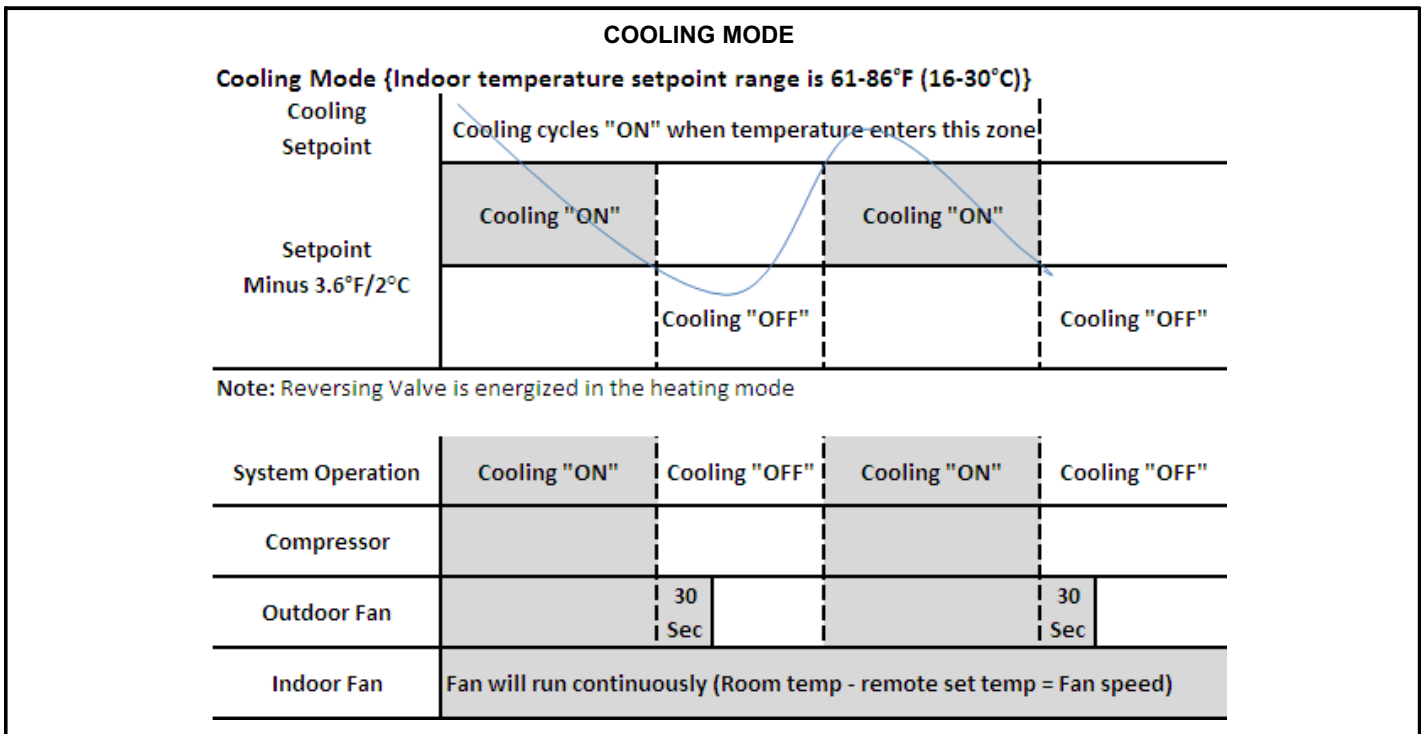 COOLING MODE
Cooling Mode {Indoor temperature setpoint range is 61-86°F (16-30°C)}
Cooling
Setpoint
Cooling cycles "ON" when temperature enters this zone
Cooling "ON"
Cooling "ON"
Setpoint
Minus 3.6°F/2°C
Cooling "OFF"
Cooling "OFF"
Note: Reversing Valve is energized in the heating mode
System Operation
Cooling "ON"
Cooling "OFF"
Cooling "ON"
Cooling "OFF"
Compressor
Outdoor Fan
30
Sec
30
Sec
Indoor Fan
Fan will run continuously (Room temp - remote set temp = Fan speed)